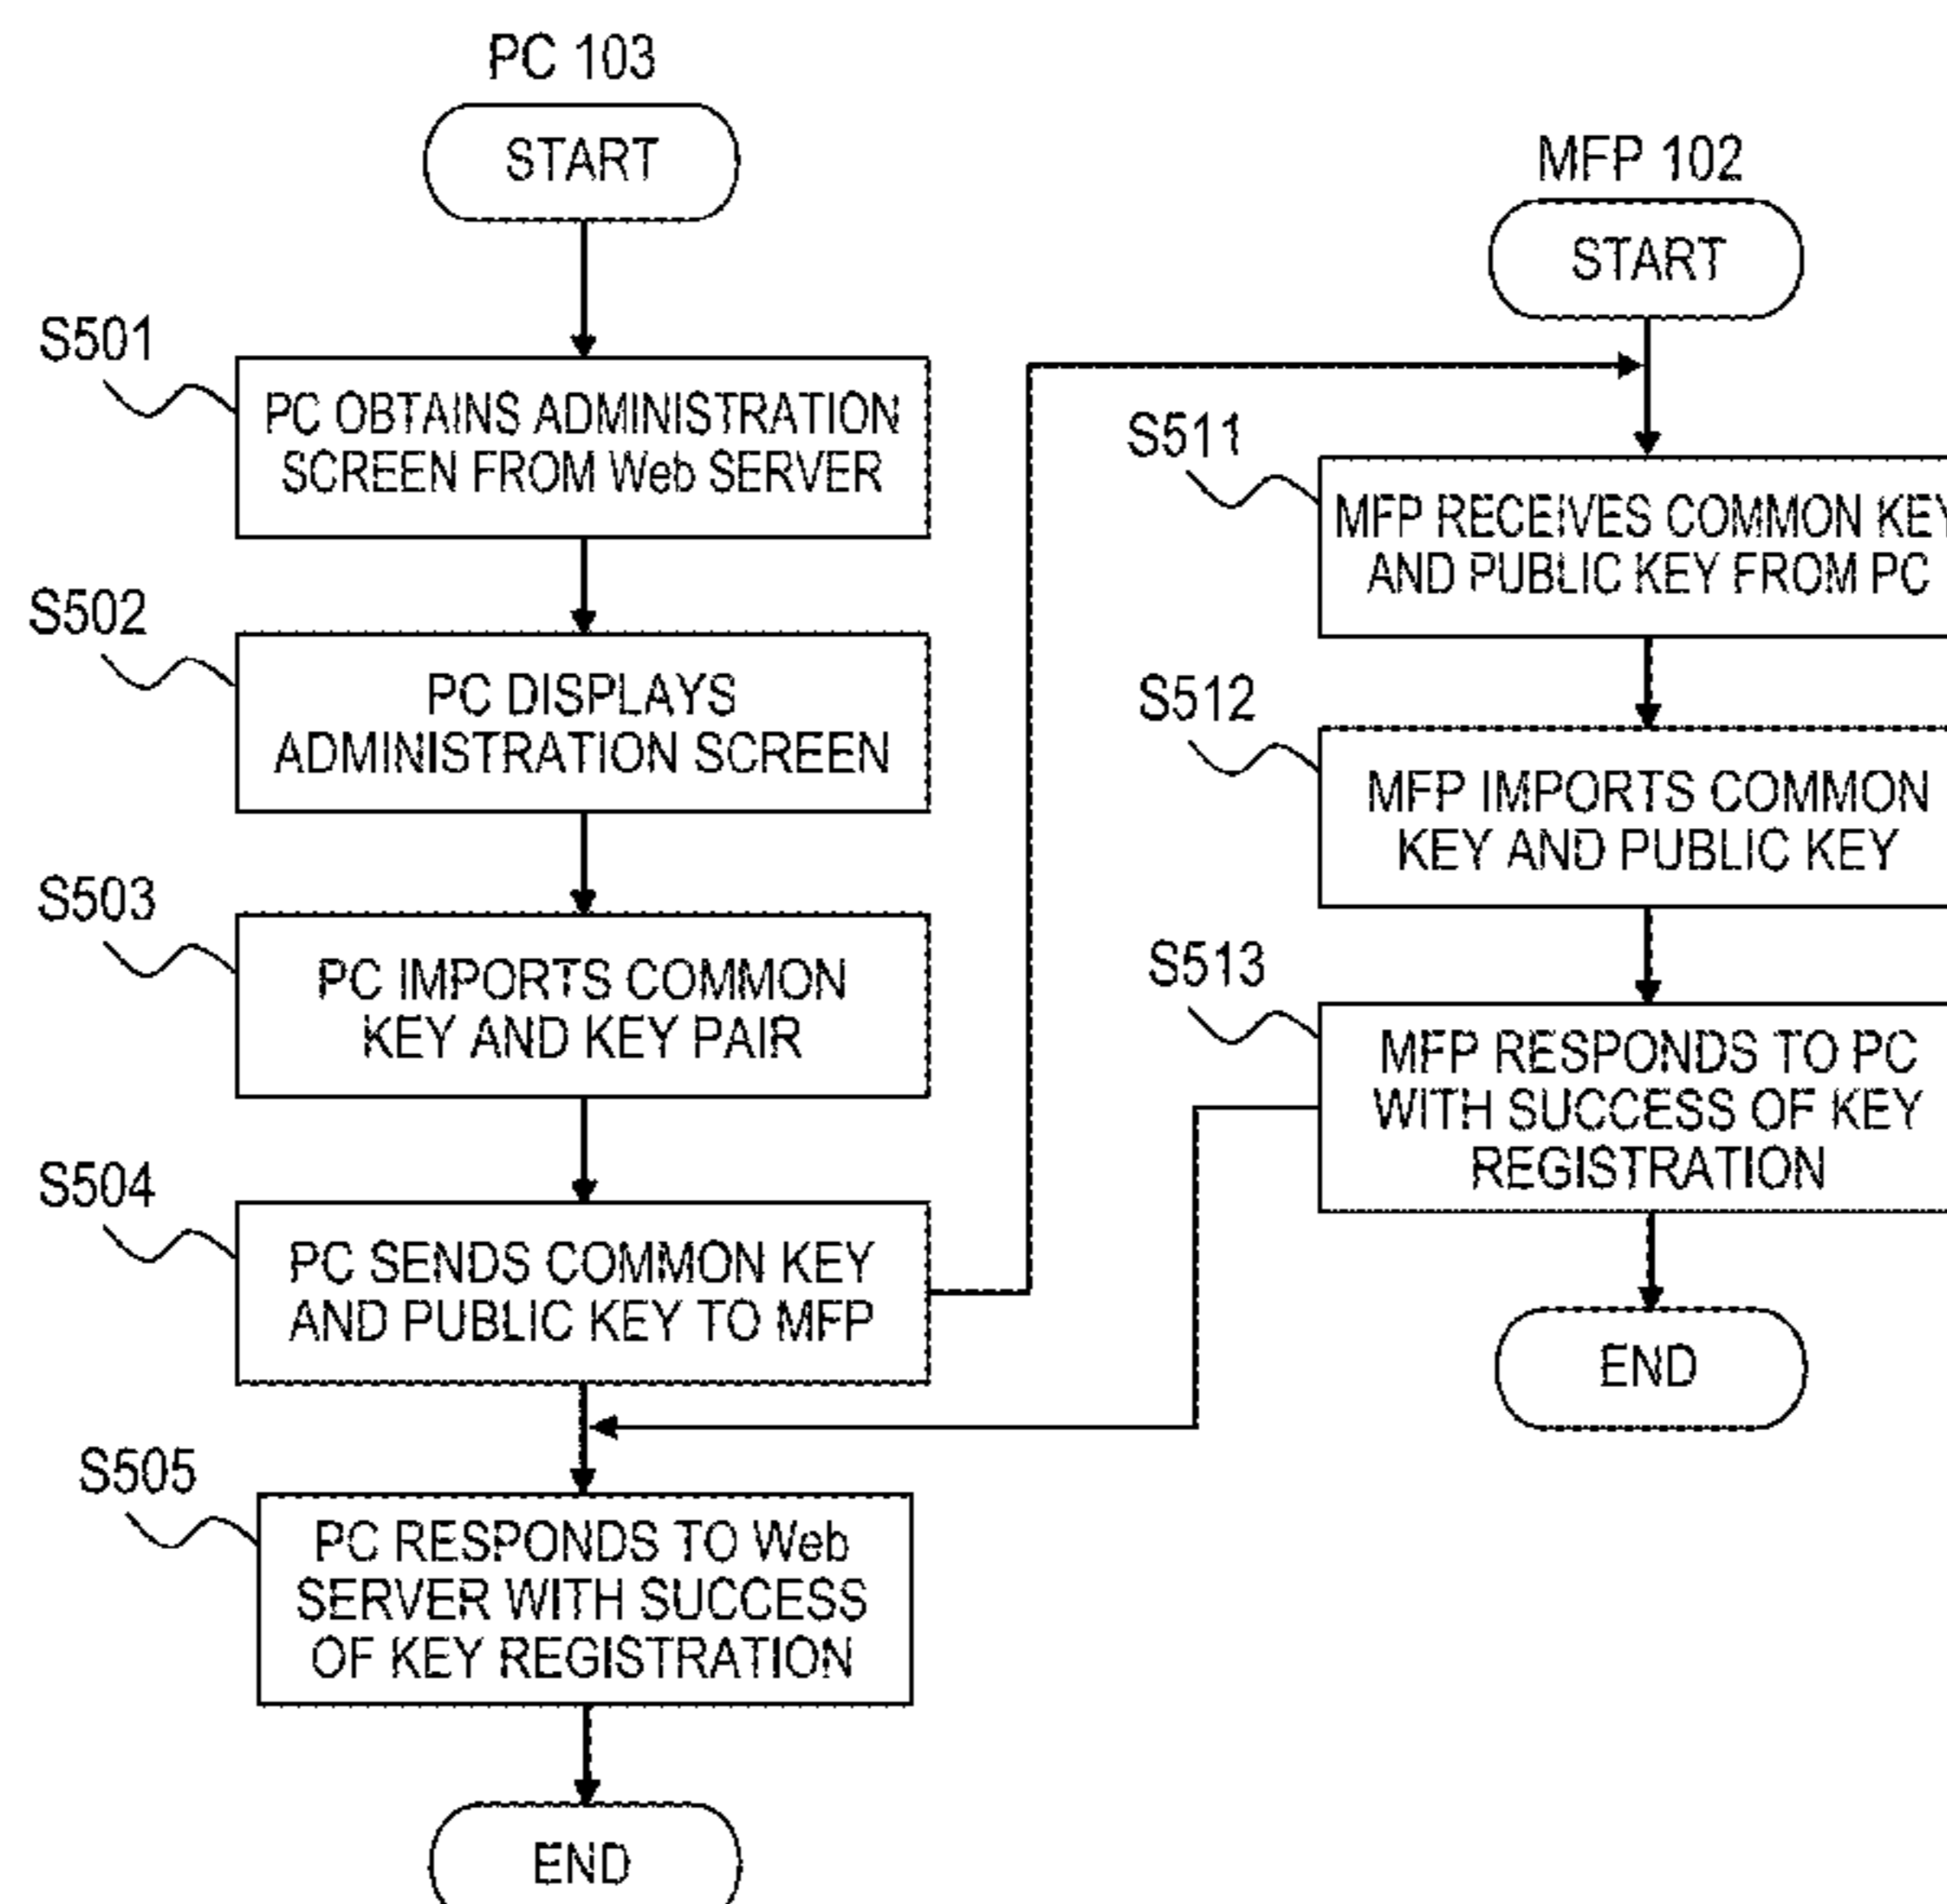 PC 103
START
S501
PC OBTAINS ADMINISTRATION
SCREEN FROM Web SERVER
S502
PC DISPLAYS
ADMINISTRATION SCREEN
S503
PC IMPORTS COMMON
KEY AND KEY PAIR
S504
PC SENDS COMMON KEY
AND PUBLIC KEY TO MFP
S505
PC RESPONDS TO Web
SERVER WITH SUCCESS
OF KEY REGISTRATION
END
MFP 102
START
S511
MFP RECEIVES COMMON KEY
AND PUBLIC KEY FROM PC
S512
MFP IMPORTS COMMON
KEY AND PUBLIC KEY
S513
MFP RESPONDS TO PC
WITH SUCCESS OF KEY
REGISTRATION
END